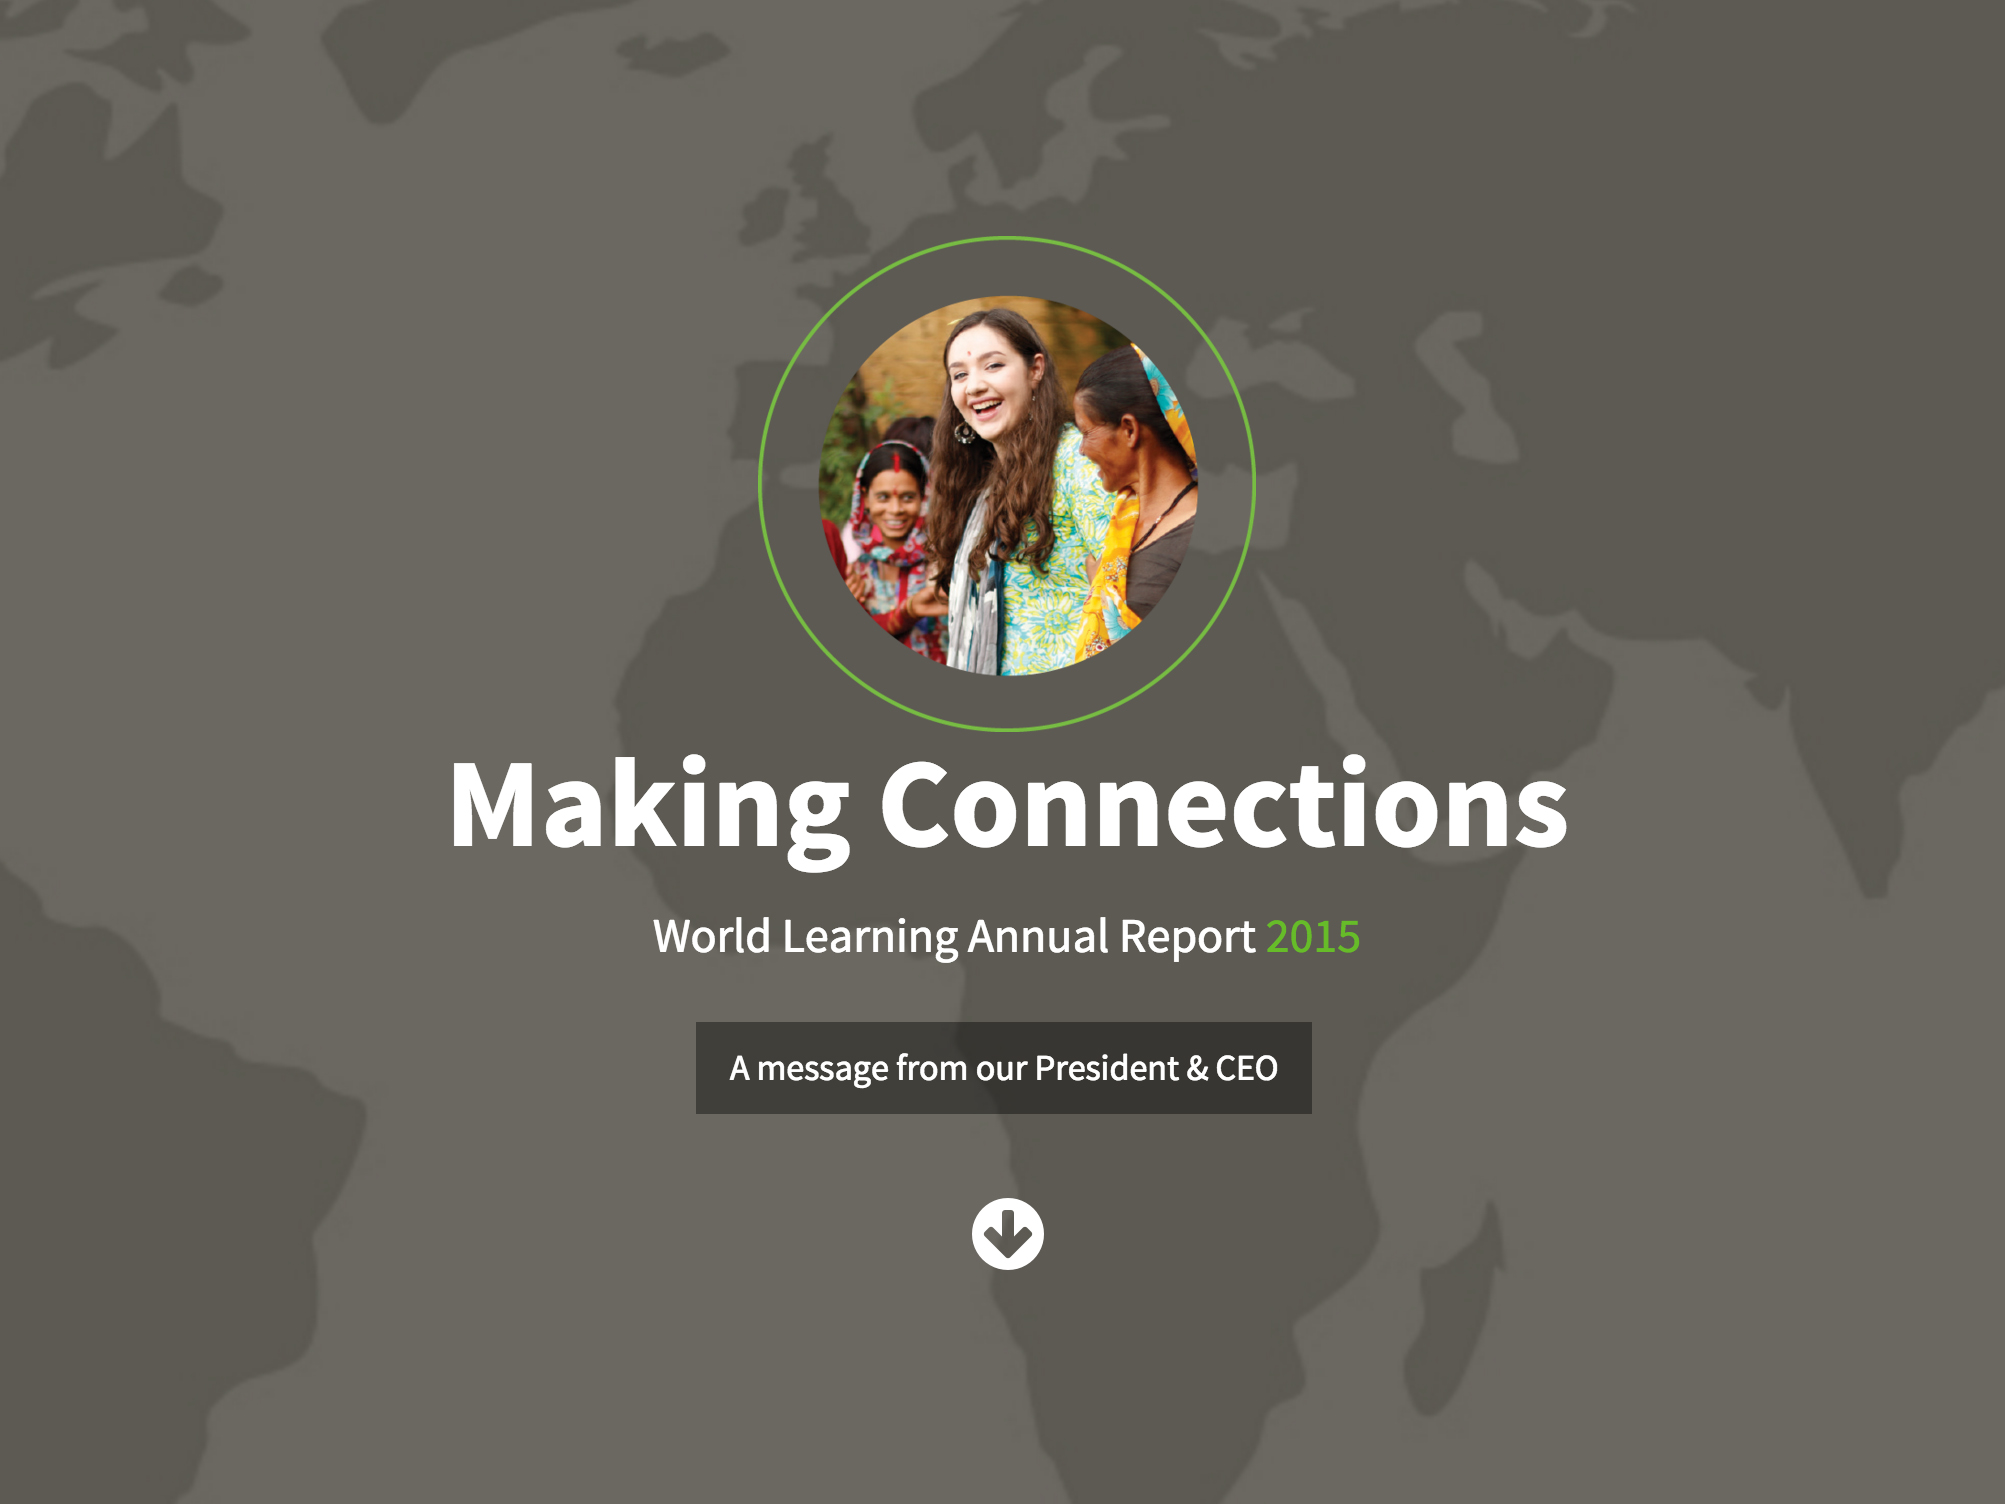 Making Connections
World Learning Annual Report 2015
A message from our President & CEO